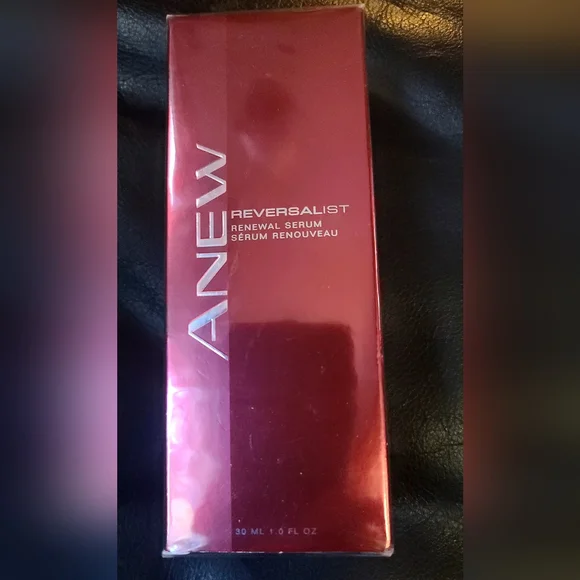 ANEW
REVERSALIST
RENEWAL SERUM
SÉRUM RENOUVEAU
30 ML 1.0 FL OZ